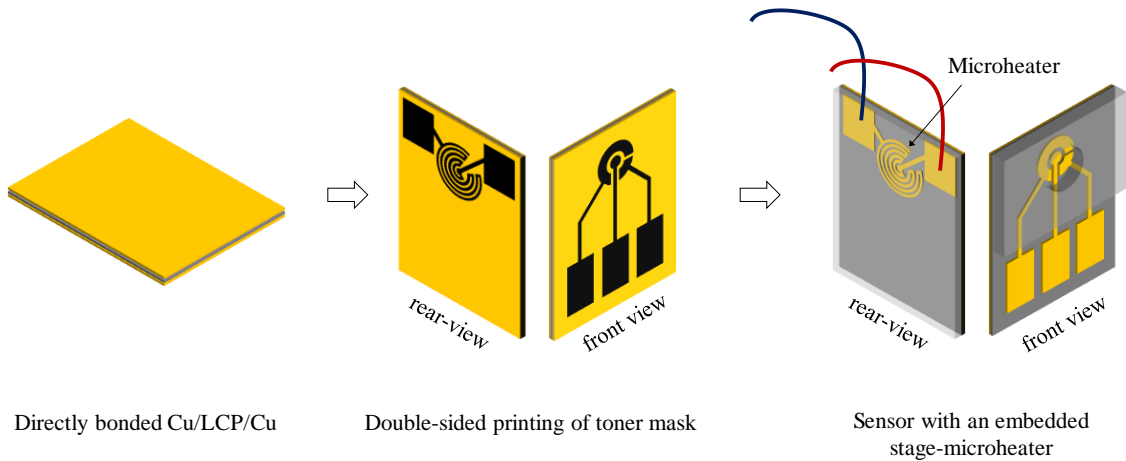 Microheater
rear-view
front view
rear-view
front view
Directly bonded Cu/LCP/Cu
Double-sided printing of toner mask
Sensor with an embedded
stage-microheater